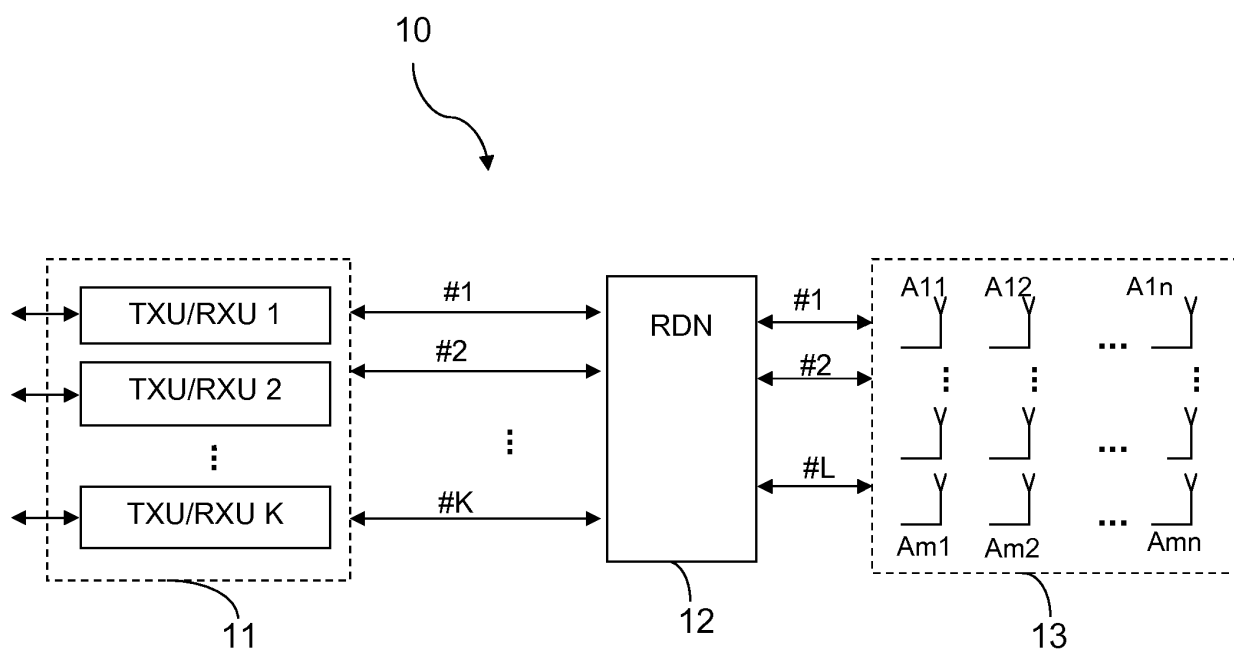 10
TXU/RXU 1
TXU/RXU 2
⋮
TXU/RXU K
11
#1
#2
⋮
#K
RDN
12
#1
#2
#L
A11 A12 A1n
...
⋮ ⋮ ⋮
...
...
Am1 Am2 Amn
13